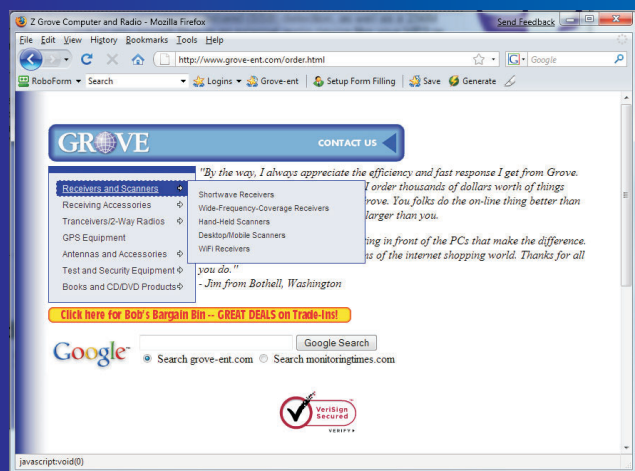 Z Grove Computer and Radio - Mozilla Firefox
Send Feedback
File Edit View History Bookmarks Tools Help
http://www.grove-ent.com/order.html
G Google
RoboForm Search Logins Grove-ent Setup Form Filling Save Generate
GROVE
CONTACT US
"By the way, I always appreciate the efficiency and fast response I get from Grove.
Receivers and Scanners
I order thousands of dollars worth of things
Shortwave Receivers
Receiving Accessories
rove. You folks do the on-line thing better than
Wide-Frequency-Coverage Receivers
Tranceivers/2-Way Radios
larger than you.
Hand-Held Scanners
GPS Equipment
Desktop/Mobile Scanners
ing in front of the PCs that make the difference.
WiFi Receivers
Antennas and Accessories
ns of the internet shopping world. Thanks for all
Test and Security Equipment
you do."
Books and CD/DVD Products
- Jim from Bothell, Washington
Click here for Bob's Bargain Bin -- GREAT DEALS on Trade-Ins!
Google
Google Search
Search grove-ent.com Search monitoringtimes.com
VeriSign
Secured
VERIFY
javascript:void(0)